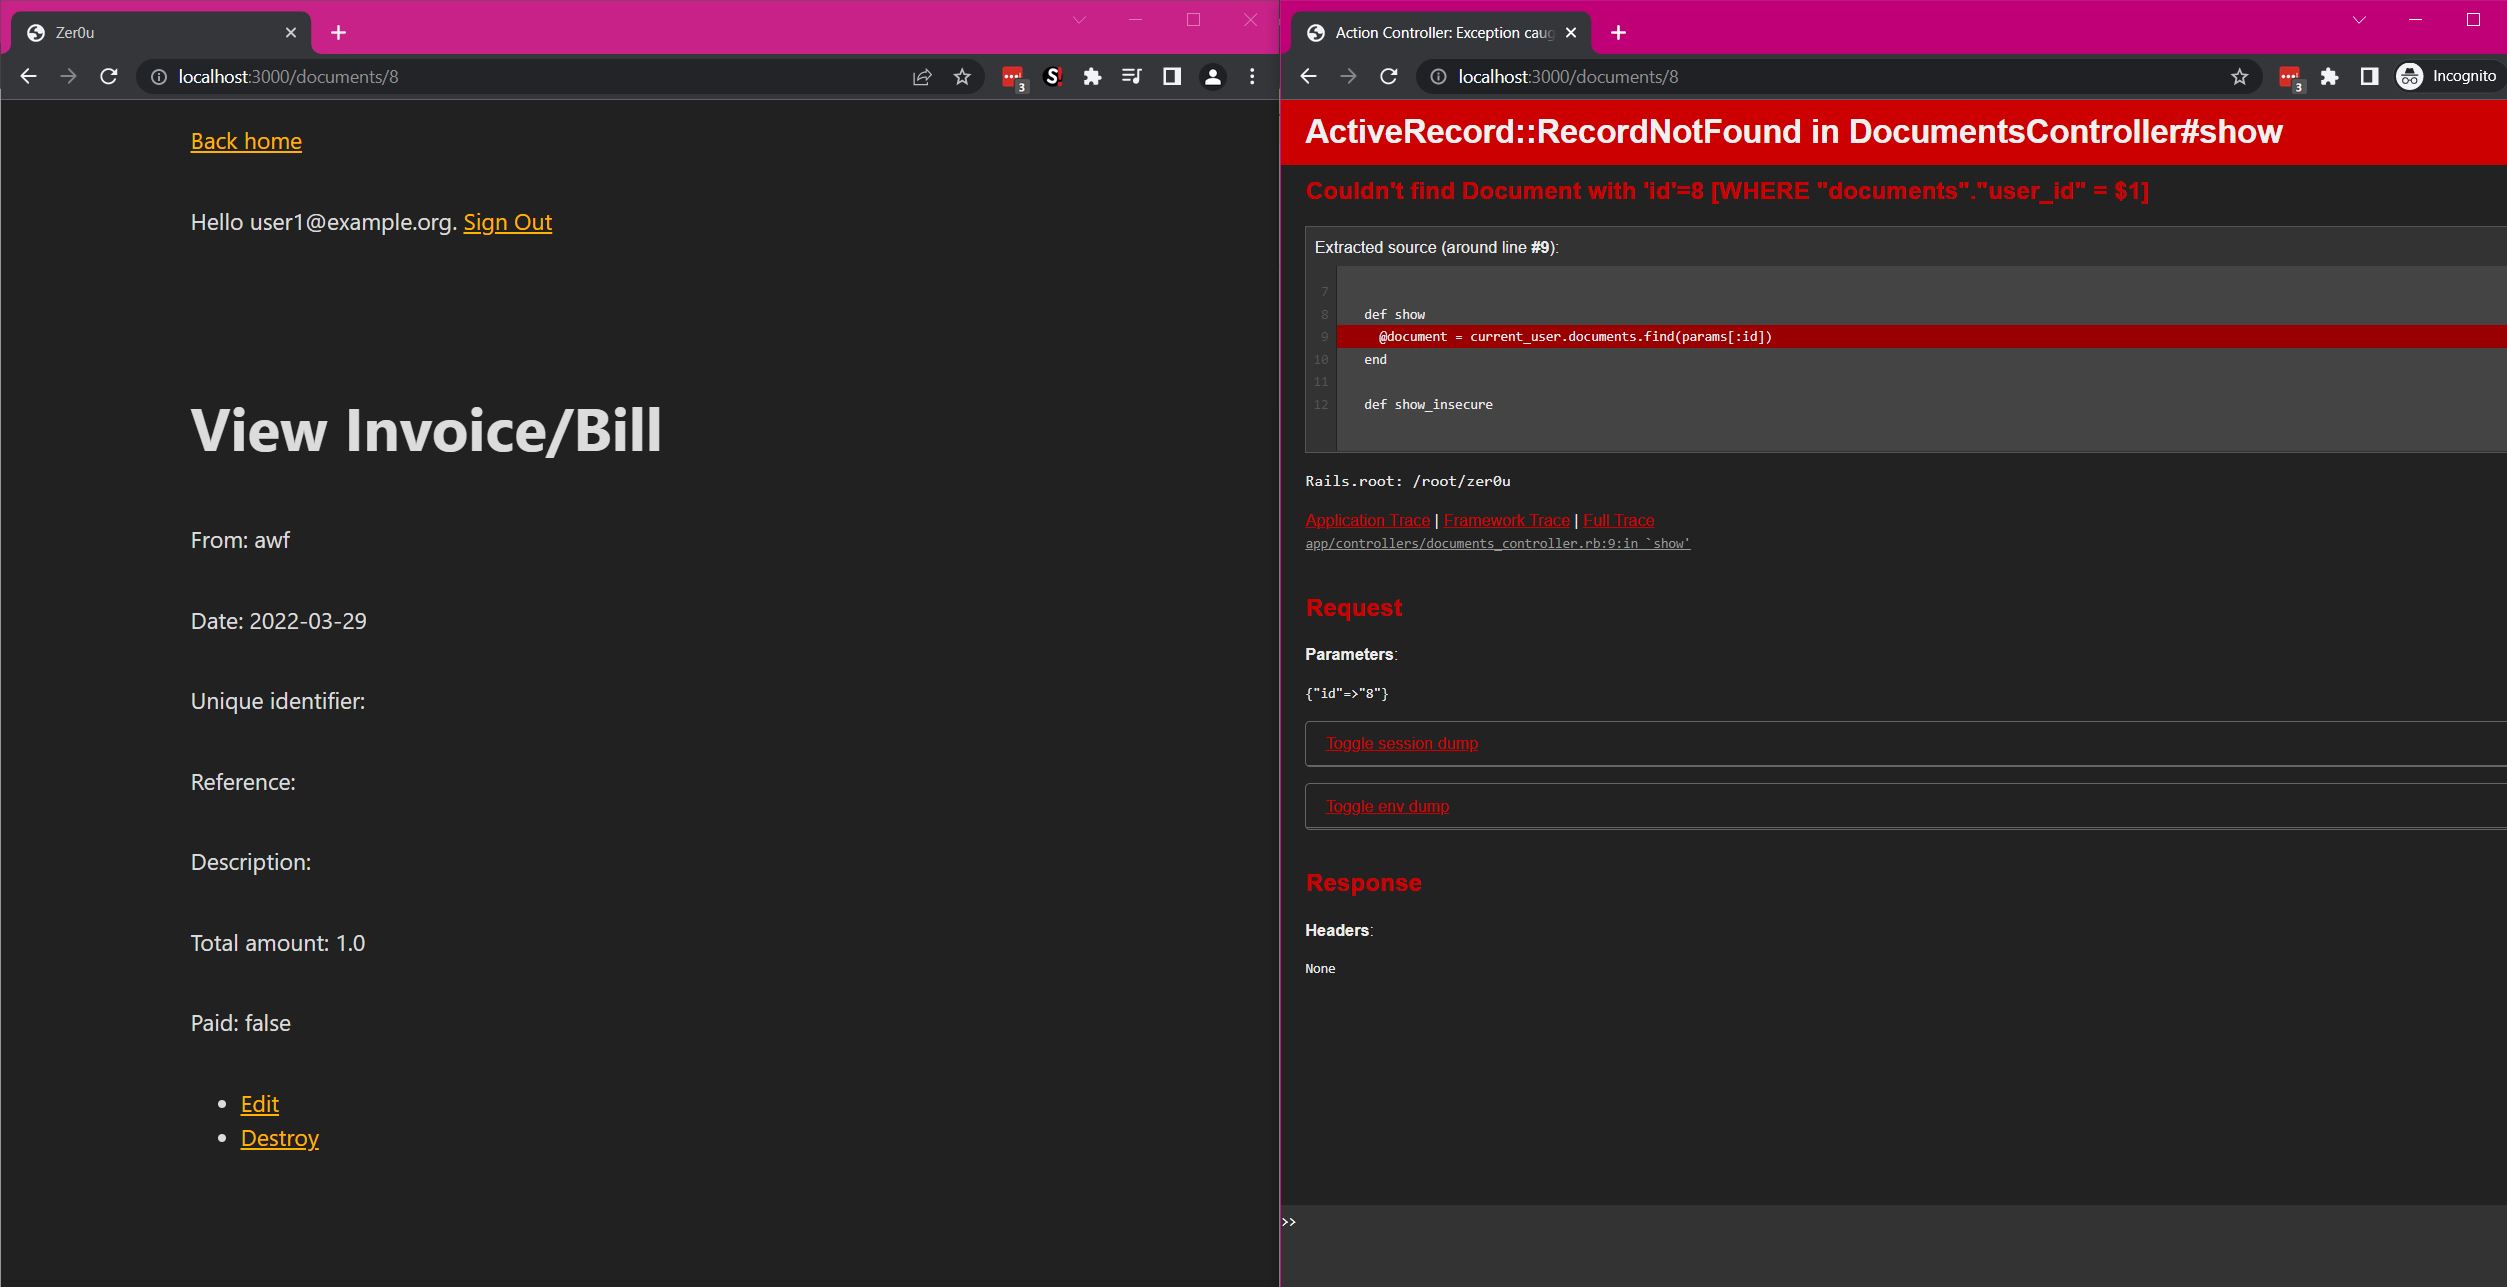 Zer0u
localhost:3000/documents/8
3
Back home
Hello user1@example.org. Sign Out
View Invoice/Bill
From: awf
Date: 2022-03-29
Unique identifier:
Reference:
Description:
Total amount: 1.0
Paid: false
Edit
Destroy
Action Controller: Exception caug
localhost:3000/documents/8
3
Incognito
ActiveRecord::RecordNotFound in DocumentsController#show
Couldn't find Document with 'id'=8 [WHERE "documents"."user_id" = $1]
Extracted source (around line #9):
7
8 def show
9 @document = current_user.documents.find(params[:id])
10 end
11
12 def show_insecure
Rails.root: /root/zer0u
Application Trace | Framework Trace | Full Trace
app/controllers/documents_controller.rb:9:in `show'
Request
Parameters:
{"id"=>"8"}
Toggle session dump
Toggle env dump
Response
Headers:
None
>>